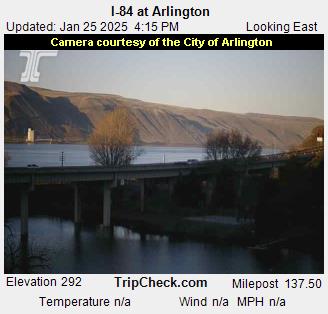 I-84 at Arlington
Updated: Jan 25 2025 4:15 PM Looking East
Camera courtesy of the City of Arlington
Elevation 292 TripCheck.com Milepost 137.50
Temperature n/a Wind n/a MPH n/a